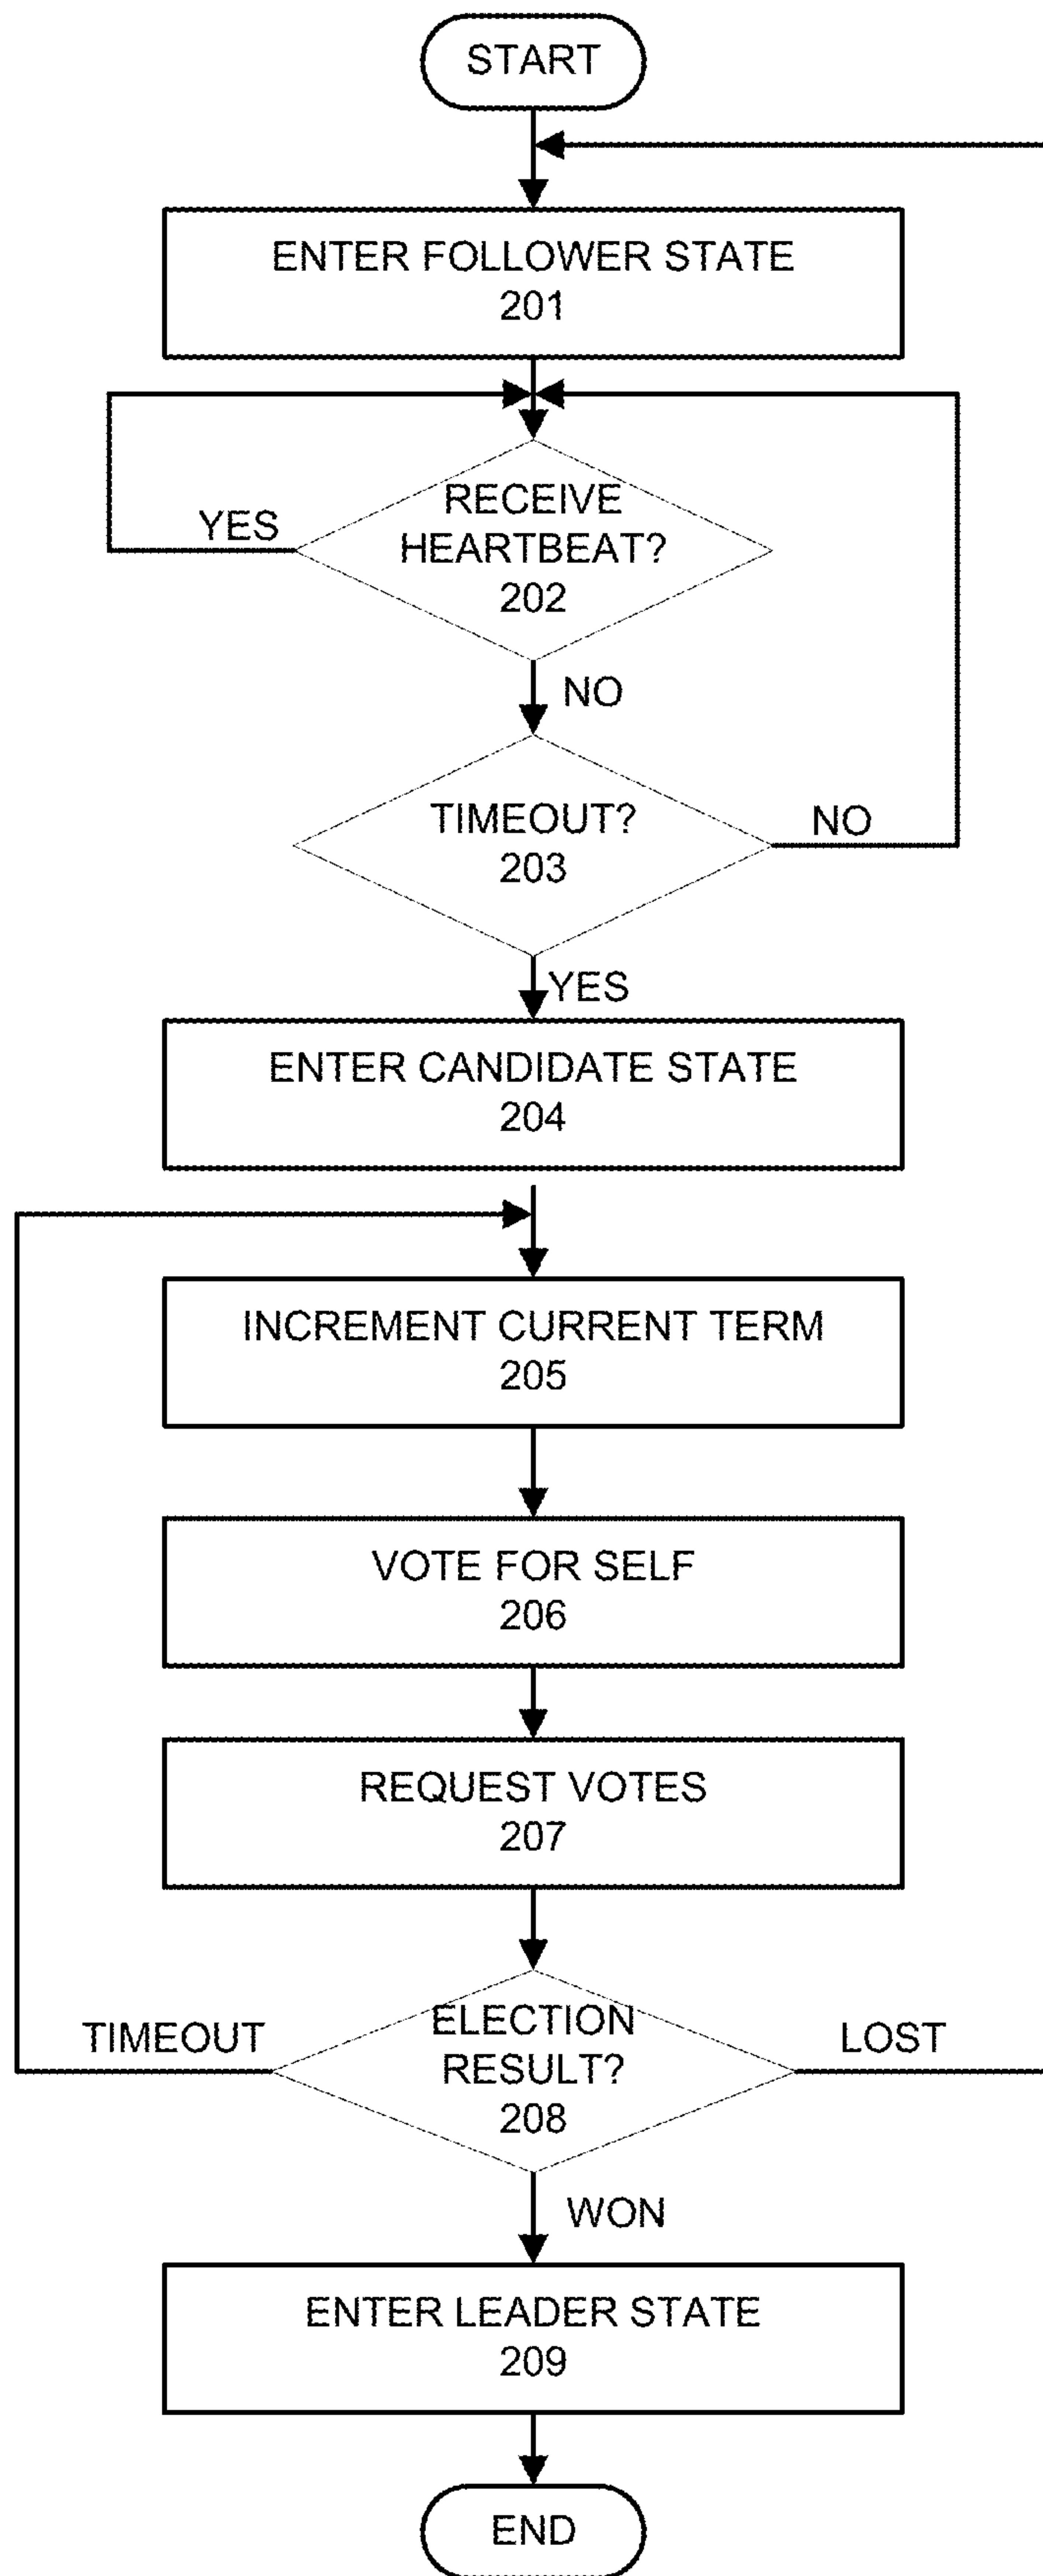 START
ENTER FOLLOWER STATE
201
RECEIVE
HEARTBEAT?
202
YES
NO
TIMEOUT?
203
NO
YES
ENTER CANDIDATE STATE
204
INCREMENT CURRENT TERM
205
VOTE FOR SELF
206
REQUEST VOTES
207
ELECTION
RESULT?
208
TIMEOUT
LOST
WON
ENTER LEADER STATE
209
END